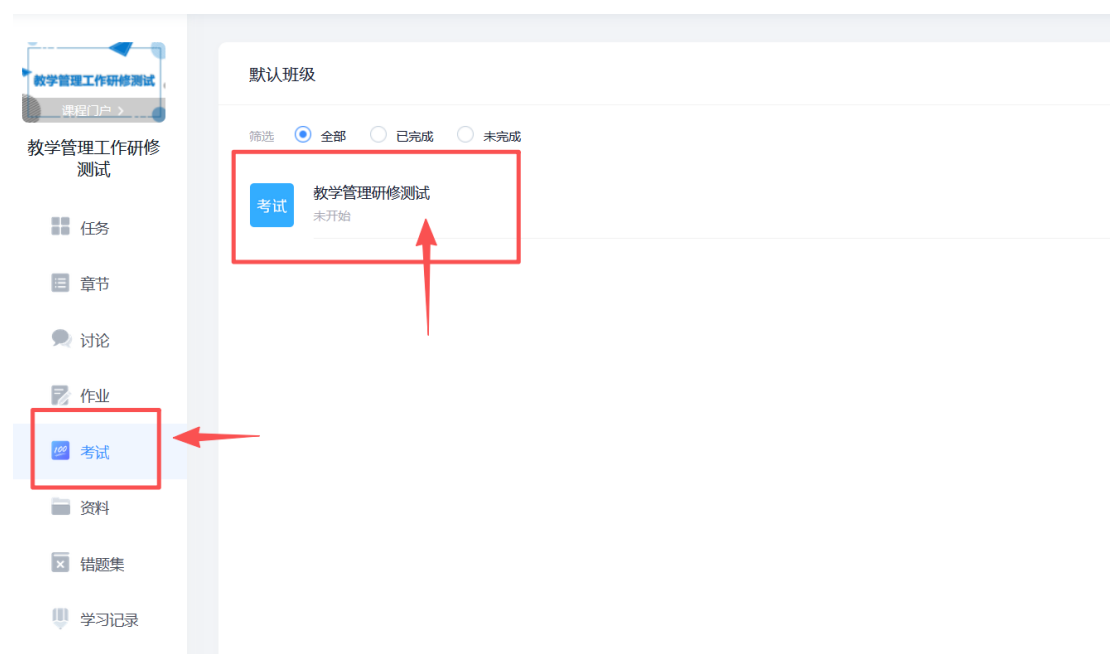 教学管理工作研修测试
课程门户 >
教学管理工作研修
测试
任务
章节
讨论
作业
100
考试
资料
错题集
学习记录
默认班级
筛选 全部 已完成 未完成
考试
教学管理研修测试
未开始